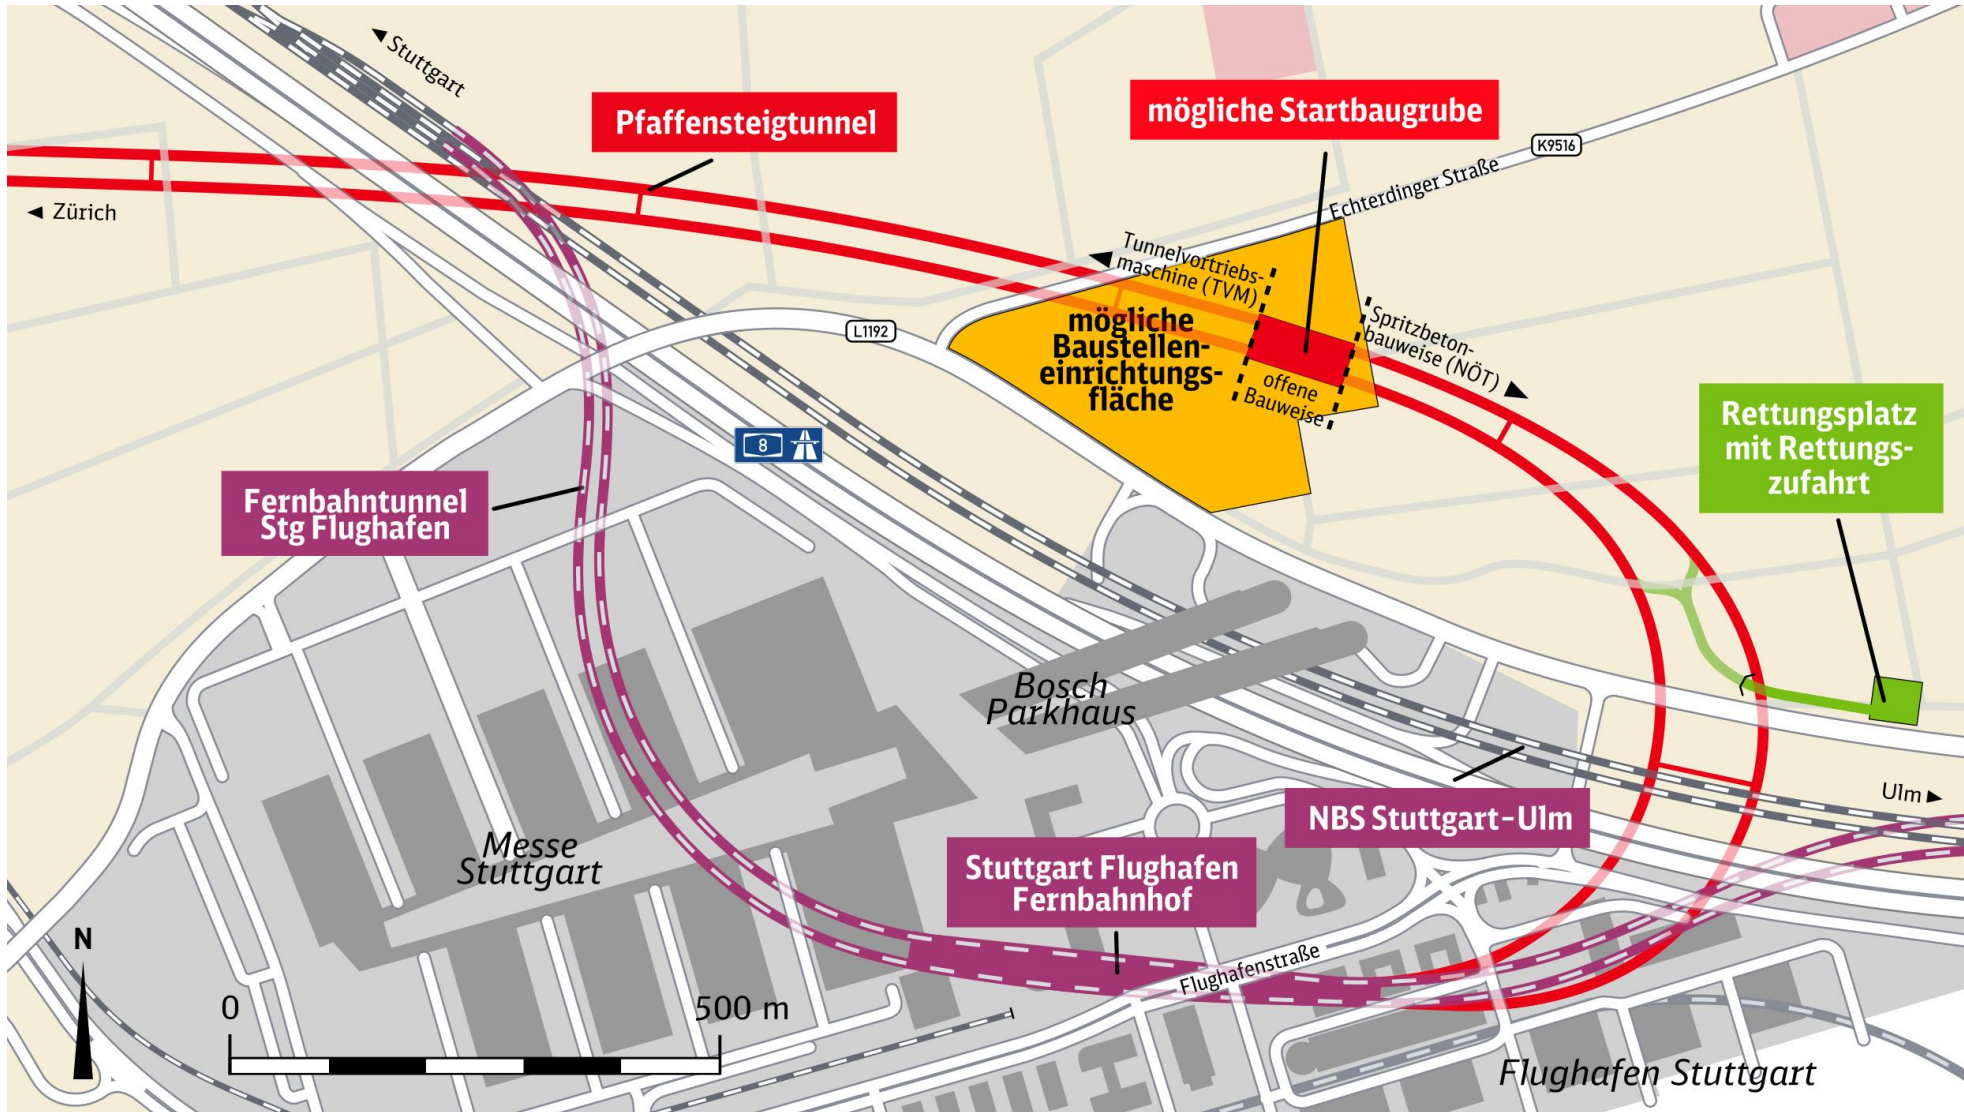 Stuttgart
Pfaffensteigtunnel
mögliche Startbaugrube
K9516
Echterdinger Straße
Zürich
Tunnelvortriebs-
maschine (TVM)
Spritzbeton-
bauweise (NÖT)
L1192
mögliche
Baustellen-
einrichtungs-
fläche
offene
Bauweise
8
Rettungsplatz
mit Rettungs-
zufahrt
Fernbahntunnel
Stg Flughafen
Bosch
Parkhaus
Ulm
NBS Stuttgart-Ulm
Messe
Stuttgart
Stuttgart Flughafen
Fernbahnhof
Flughafenstraße
N
0 500 m
Flughafen Stuttgart